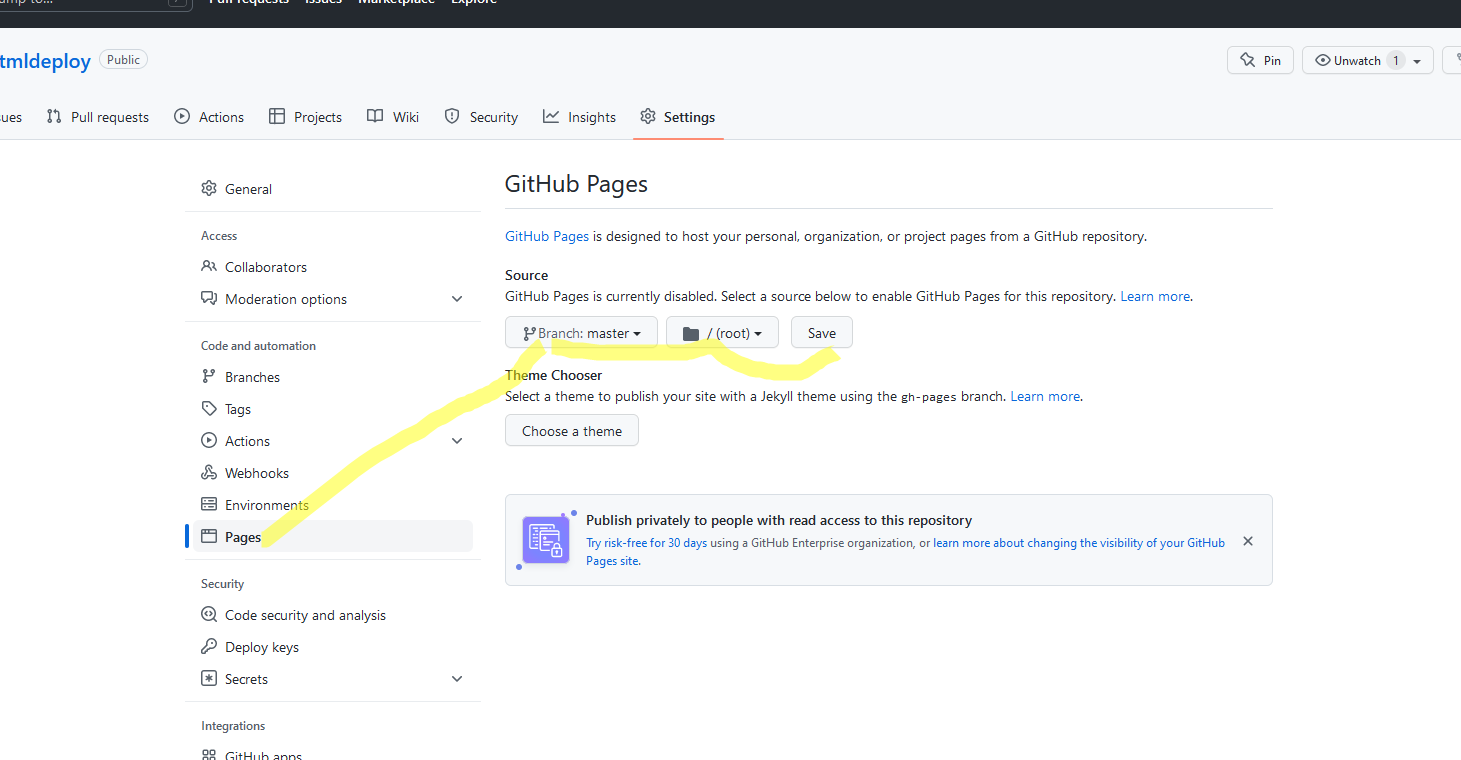 Pull requests Issues Marketplace Explore
tmldeploy Public
Pin
Unwatch 1
Pull requests Actions Projects Wiki Security Insights Settings
General
Access
Collaborators
Moderation options
Code and automation
Branches
Tags
Actions
Webhooks
Environments
Pages
Security
Code security and analysis
Deploy keys
Secrets
Integrations
GitHub apps
GitHub Pages
GitHub Pages is designed to host your personal, organization, or project pages from a GitHub repository.
Source
GitHub Pages is currently disabled. Select a source below to enable GitHub Pages for this repository. Learn more.
Branch: master / (root) Save
Theme Chooser
Select a theme to publish your site with a Jekyll theme using the gh-pages branch. Learn more.
Choose a theme
Publish privately to people with read access to this repository
Try risk-free for 30 days using a GitHub Enterprise organization, or learn more about changing the visibility of your GitHub
Pages site.